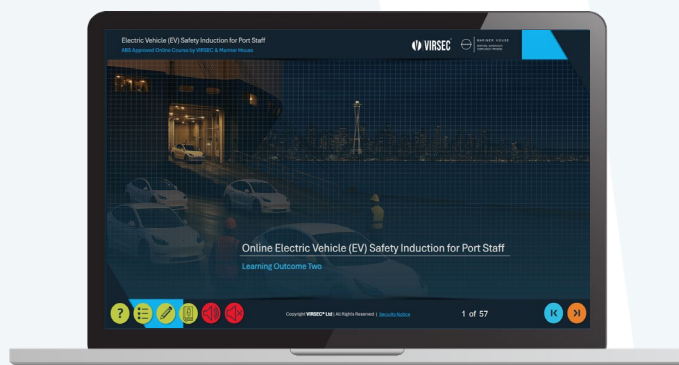 Electric Vehicle (EV) Safety Induction for Port Staff
ABS Approved Online Course by VIRSEC & Mariner House
VIRSEC
MARINER HOUSE
Online Electric Vehicle (EV) Safety Induction for Port Staff
Learning Outcome Two
?
Copyright VIRSEC® Ltd | All Rights Reserved | Security Notice
1 of 57